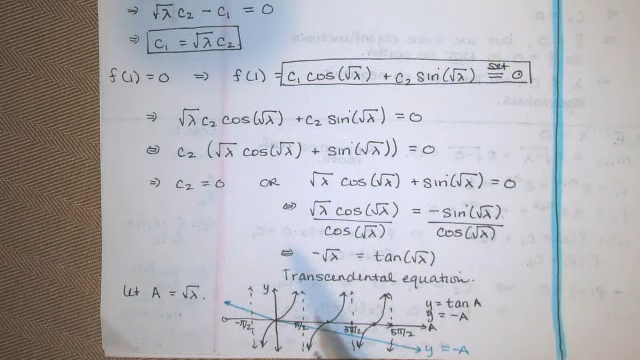 ⇒ √λ c₂ - c₁ = 0
⇒ c₁ = √λ c₂
f(1) = 0 ⇒ f(1) = c₁ cos(√λ) + c₂ sin(√λ) set = 0
⇒ √λ c₂ cos(√λ) + c₂ sin(√λ) = 0
⇔ c₂ (√λ cos(√λ) + sin(√λ)) = 0
⇒ c₂ = 0 OR √λ cos(√λ) + sin(√λ) = 0
⇔ √λ cos(√λ) / cos(√λ) = -sin(√λ) / cos(√λ)
⇔ -√λ = tan(√λ)
Transcendental equation.
Let A = √λ.
y
y = tan A
y = -A
-π/2 π/2 3π/2 5π/2 A
y = -A